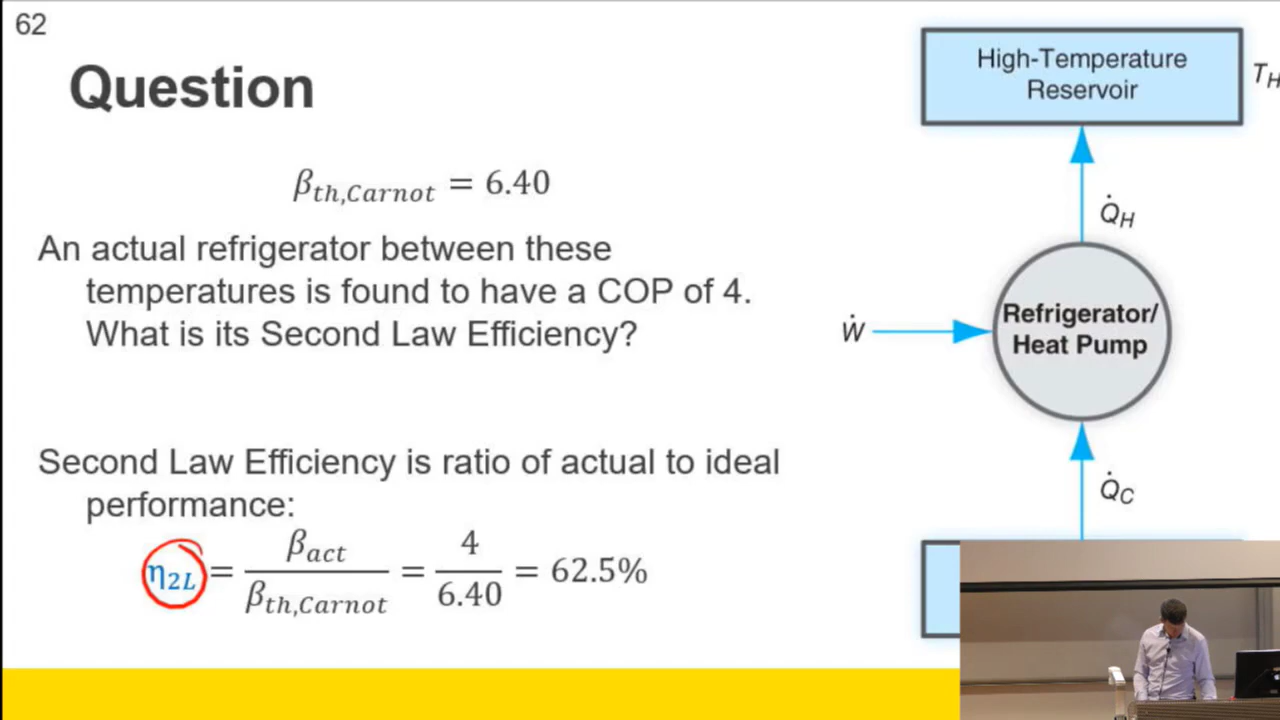 62
Question
β_th,Carnot = 6.40
An actual refrigerator between these
temperatures is found to have a COP of 4.
What is its Second Law Efficiency?
Second Law Efficiency is ratio of actual to ideal
performance:
η_2L = β_act / β_th,Carnot = 4 / 6.40 = 62.5%
High-Temperature
Reservoir
T_H
Q̇_H
Ẇ
Refrigerator/
Heat Pump
Q̇_C